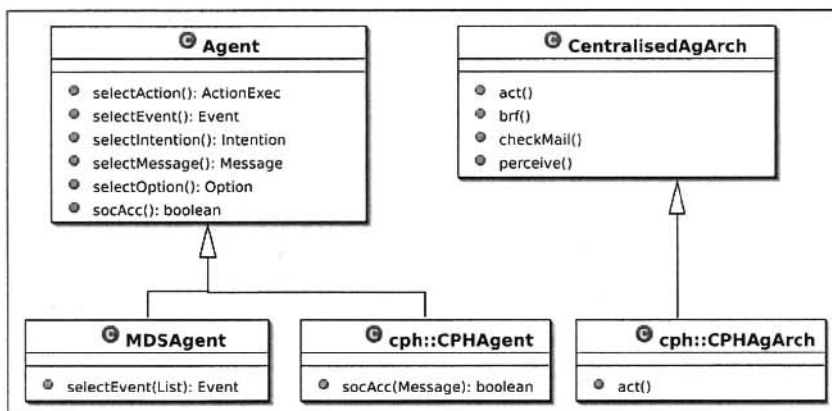 C Agent
selectAction(): ActionExec
selectEvent(): Event
selectIntention(): Intention
selectMessage(): Message
selectOption(): Option
socAcc(): boolean
C CentralisedAgArch
act()
brf()
checkMail()
perceive()
C MDSAgent
selectEvent(List): Event
C cph::CPHAgent
socAcc(Message): boolean
C cph::CPHAgArch
act()